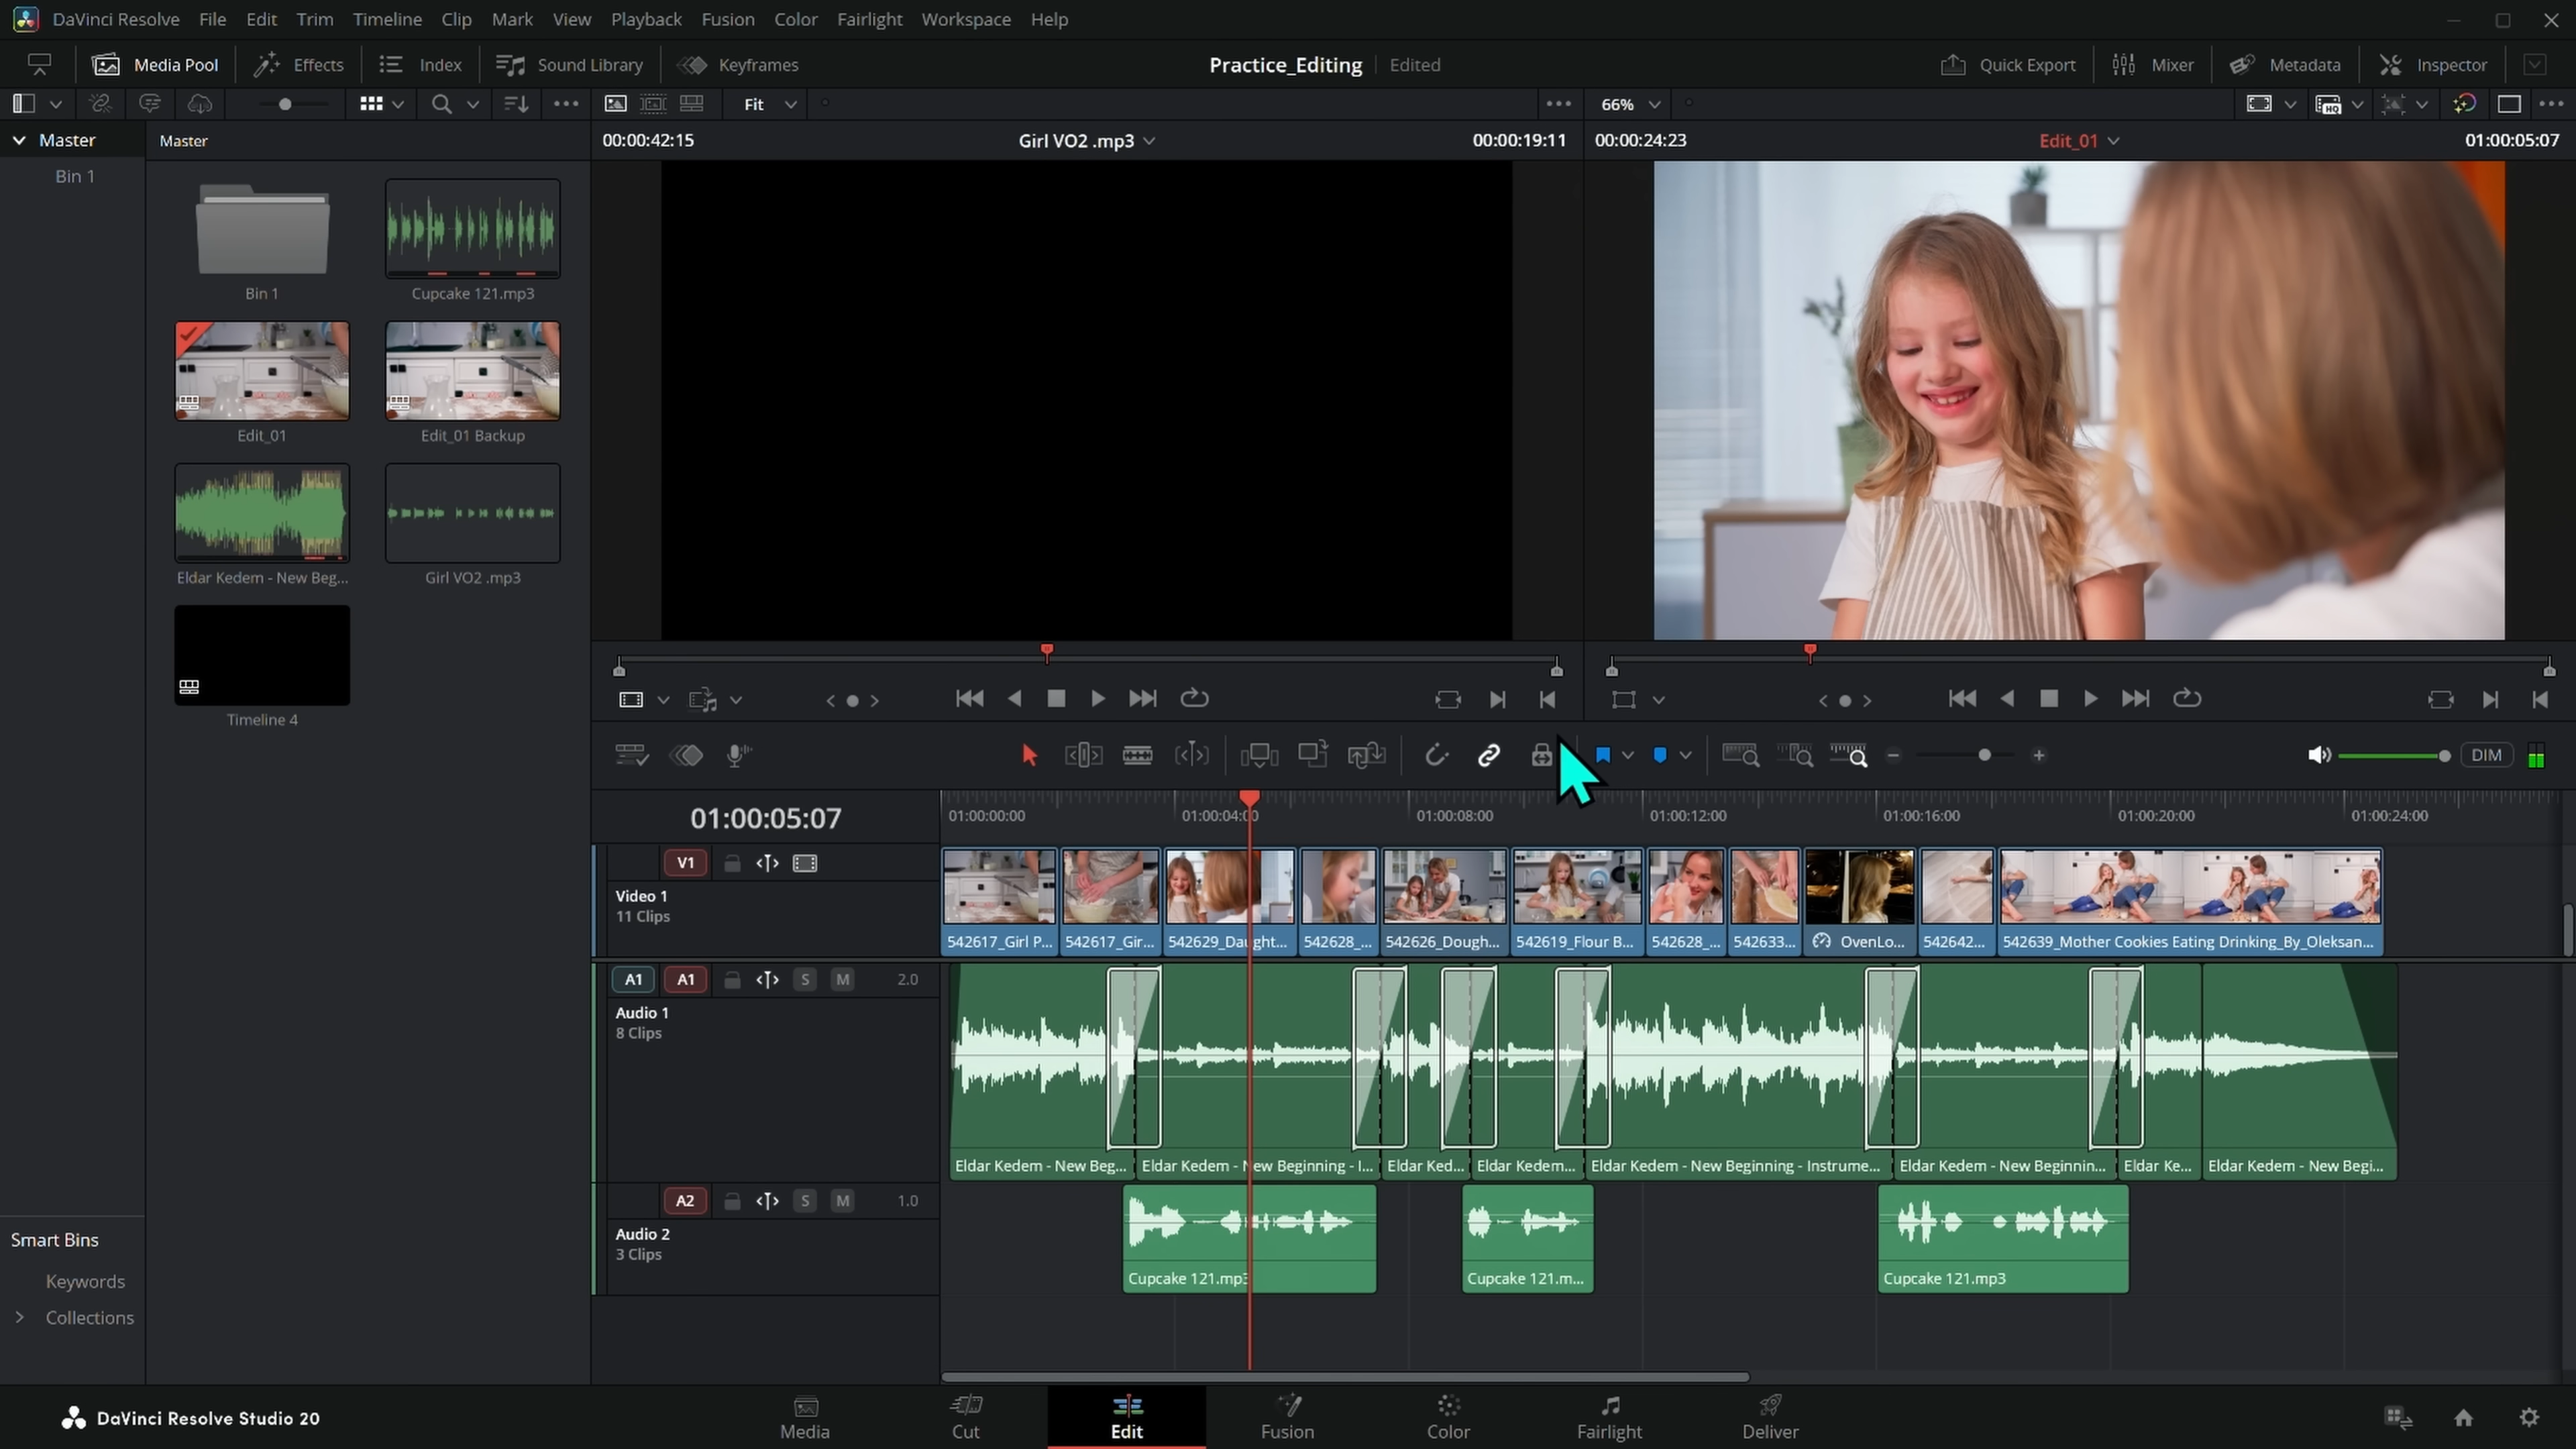 DaVinci Resolve File Edit Trim Timeline Clip Mark View Playback Fusion Color Fairlight Workspace Help
Media Pool Effects Index Sound Library Keyframes Practice_Editing Edited Quick Export Mixer Metadata Inspector
Fit 66% HQ
Master Master 00:00:42:15 Girl VO2 .mp3 00:00:19:11 00:00:24:23 Edit_01 01:00:05:07
Bin 1
Bin 1 Cupcake 121.mp3
Edit_01 Edit_01 Backup
Eldar Kedem - New Beg... Girl VO2 .mp3
Timeline 4
DIM
01:00:05:07 01:00:00:00 01:00:04:00 01:00:08:00 01:00:12:00 01:00:16:00 01:00:20:00 01:00:24:00
V1
Video 1
11 Clips
542617_Girl P... 542617_Gir... 542629_Daught... 542628_... 542626_Dough... 542619_Flour B... 542628_... 542633... OvenLo... 542642... 542639_Mother Cookies Eating Drinking_By_Oleksan...
A1 A1 S M 2.0
Audio 1
8 Clips
Eldar Kedem - New Beg... Eldar Kedem - New Beginning - I... Eldar Ked... Eldar Kedem... Eldar Kedem - New Beginning - Instrume... Eldar Kedem - New Beginnin... Eldar Ke... Eldar Kedem - New Begi...
A2 S M 1.0
Audio 2
3 Clips
Cupcake 121.mp3 Cupcake 121.m... Cupcake 121.mp3
Smart Bins
Keywords
Collections
DaVinci Resolve Studio 20
Media Cut Edit Fusion Color Fairlight Deliver